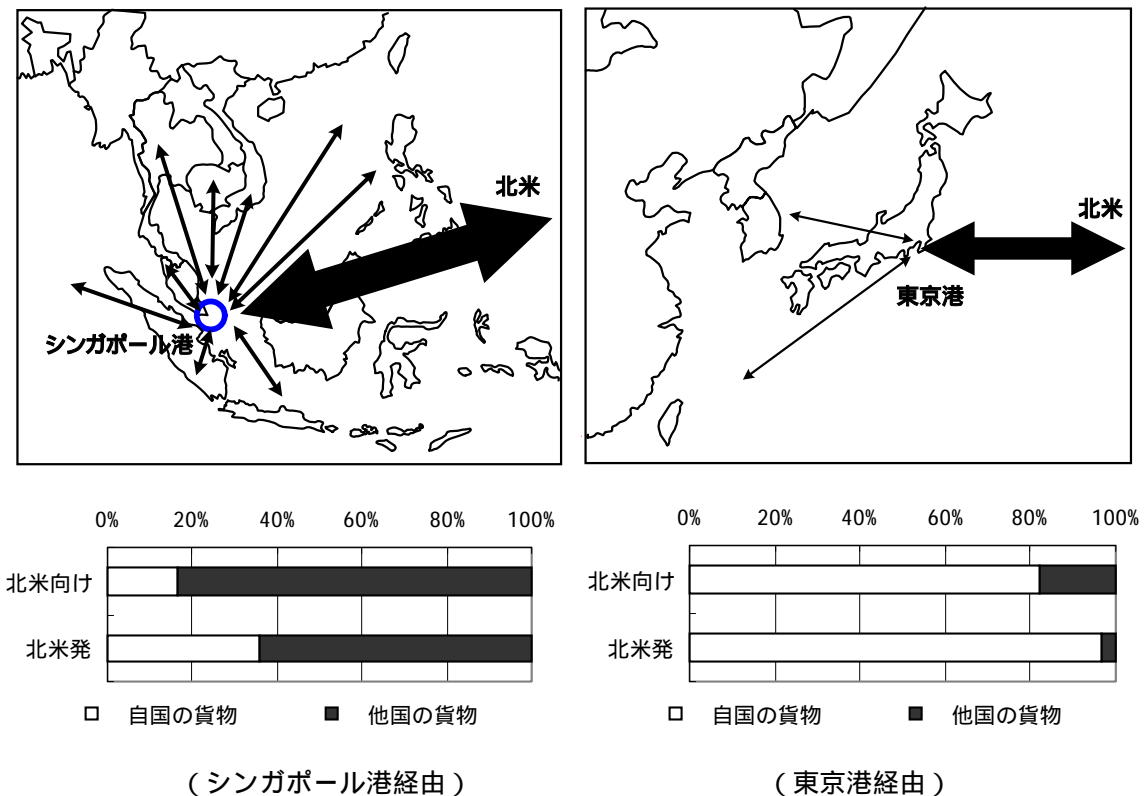 北米
シンガポール港
北米
東京港
0% 20% 40% 60% 80% 100%
北米向け
北米発
□ 自国の貨物 ■ 他国の貨物
(シンガポール港経由)
0% 20% 40% 60% 80% 100%
北米向け
北米発
□ 自国の貨物 ■ 他国の貨物
(東京港経由)